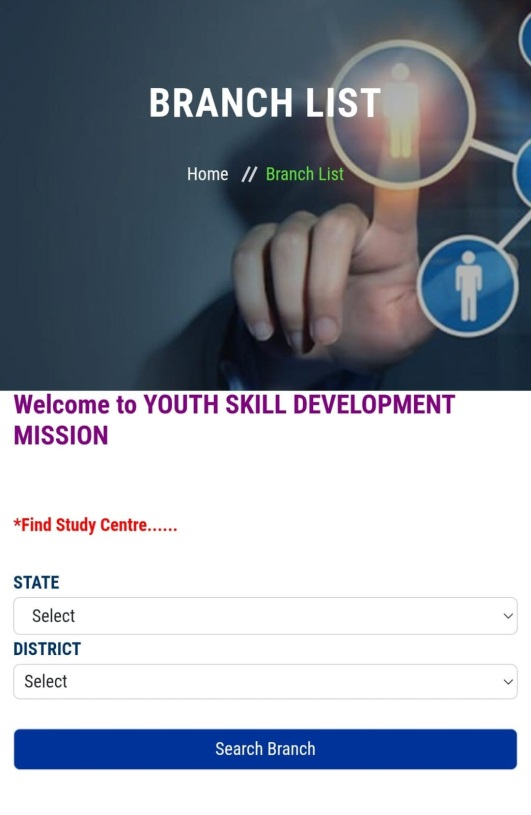 BRANCH LIST
Home // Branch List
Welcome to YOUTH SKILL DEVELOPMENT
MISSION
*Find Study Centre......
STATE
Select
DISTRICT
Select
Search Branch